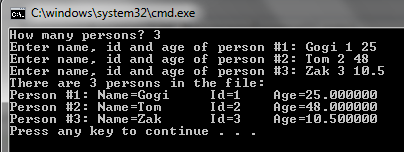 C:\windows\system32\cmd.exe
How many persons? 3
Enter name, id and age of person #1: Gogi 1 25
Enter name, id and age of person #2: Tom 2 48
Enter name, id and age of person #3: Zak 3 10.5
There are 3 persons in the file:
Person #1: Name=Gogi Id=1 Age=25.000000
Person #2: Name=Tom Id=2 Age=48.000000
Person #3: Name=Zak Id=3 Age=10.500000
Press any key to continue . . .